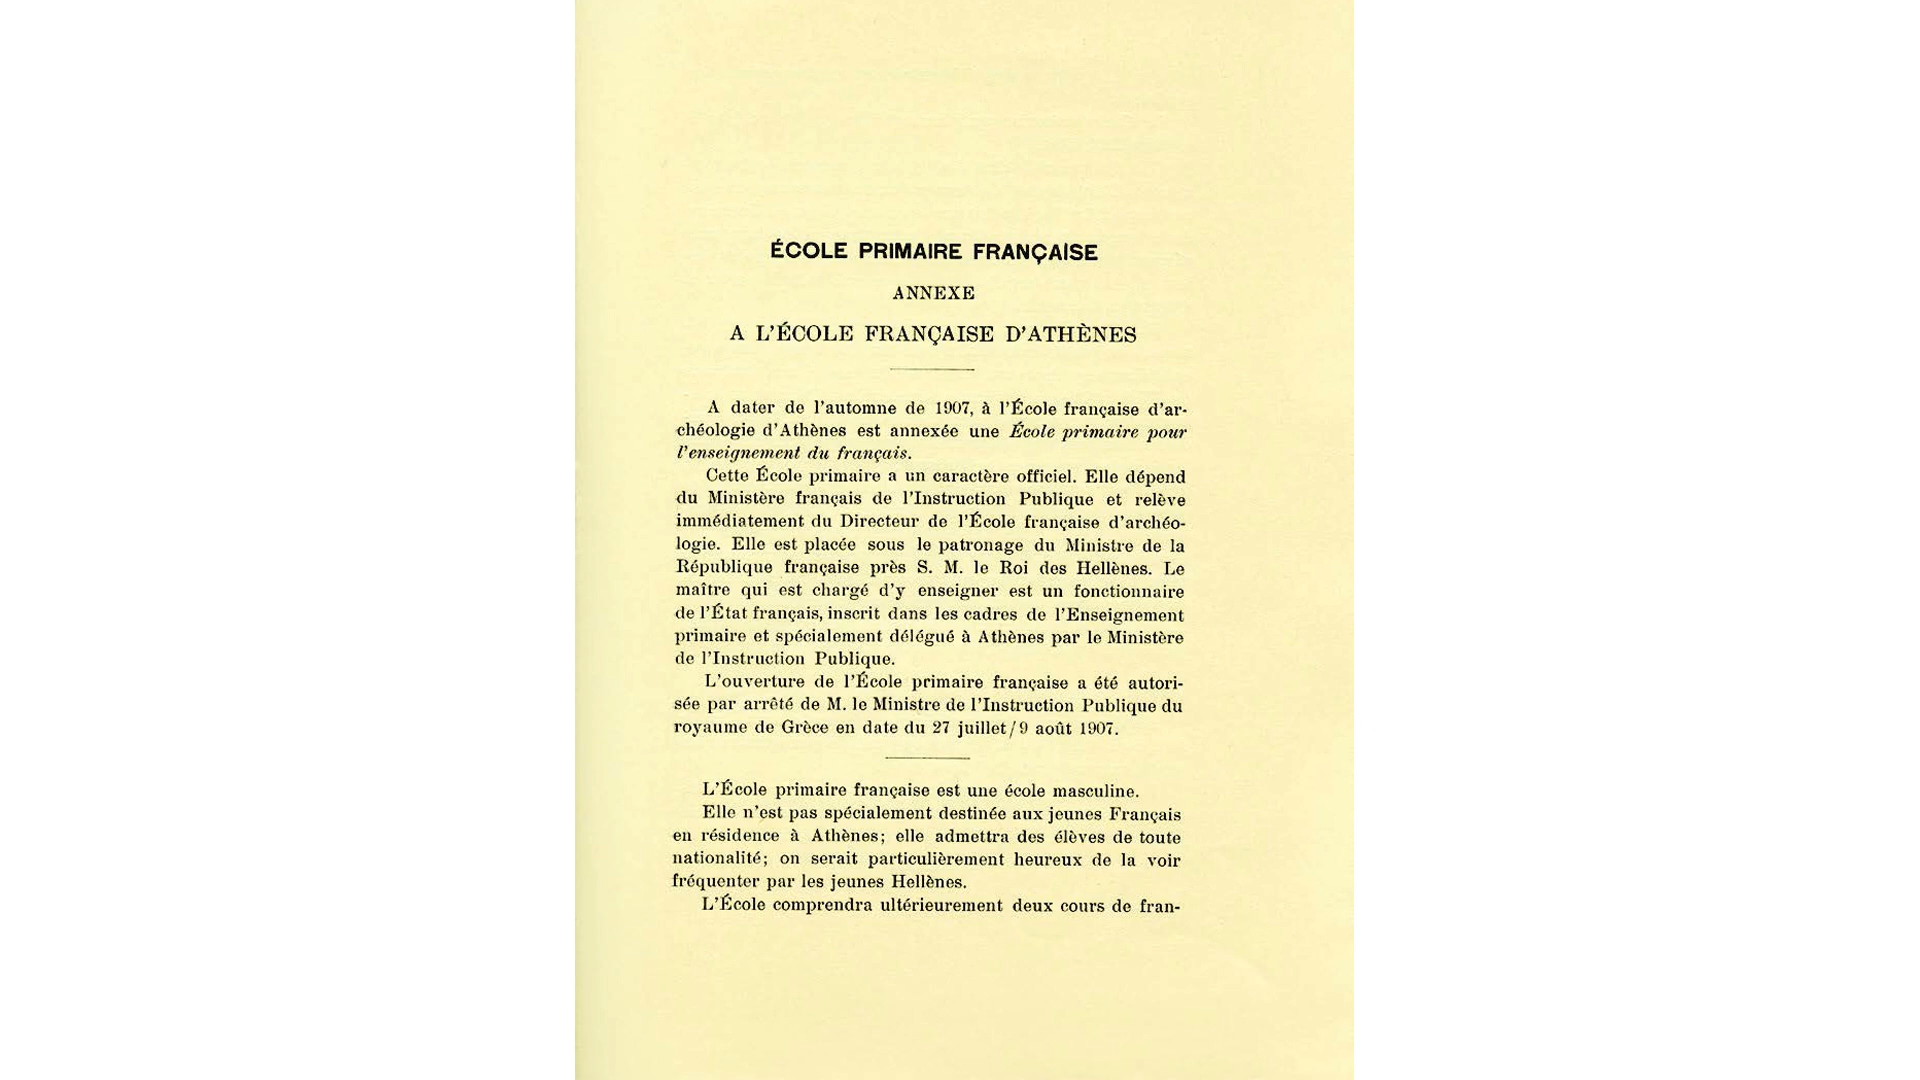 ÉCOLE PRIMAIRE FRANÇAISE
ANNEXE
A L'ÉCOLE FRANÇAISE D'ATHÈNES
A dater de l'automne de 1907, à l'École française d'ar-
chéologie d'Athènes est annexée une École primaire pour
l'enseignement du français.
Cette École primaire a un caractère officiel. Elle dépend
du Ministère français de l'Instruction Publique et relève
immédiatement du Directeur de l'École française d'archéo-
logie. Elle est placée sous le patronage du Ministre de la
République française près S. M. le Roi des Hellènes. Le
maître qui est chargé d'y enseigner est un fonctionnaire
de l'État français, inscrit dans les cadres de l'Enseignement
primaire et spécialement délégué à Athènes par le Ministère
de l'Instruction Publique.
L'ouverture de l'École primaire française a été autori-
sée par arrêté de M. le Ministre de l'Instruction Publique du
royaume de Grèce en date du 27 juillet/9 août 1907.
L'École primaire française est une école masculine.
Elle n'est pas spécialement destinée aux jeunes Français
en résidence à Athènes; elle admettra des élèves de toute
nationalité; on serait particulièrement heureux de la voir
fréquenter par les jeunes Hellènes.
L'École comprendra ultérieurement deux cours de fran-